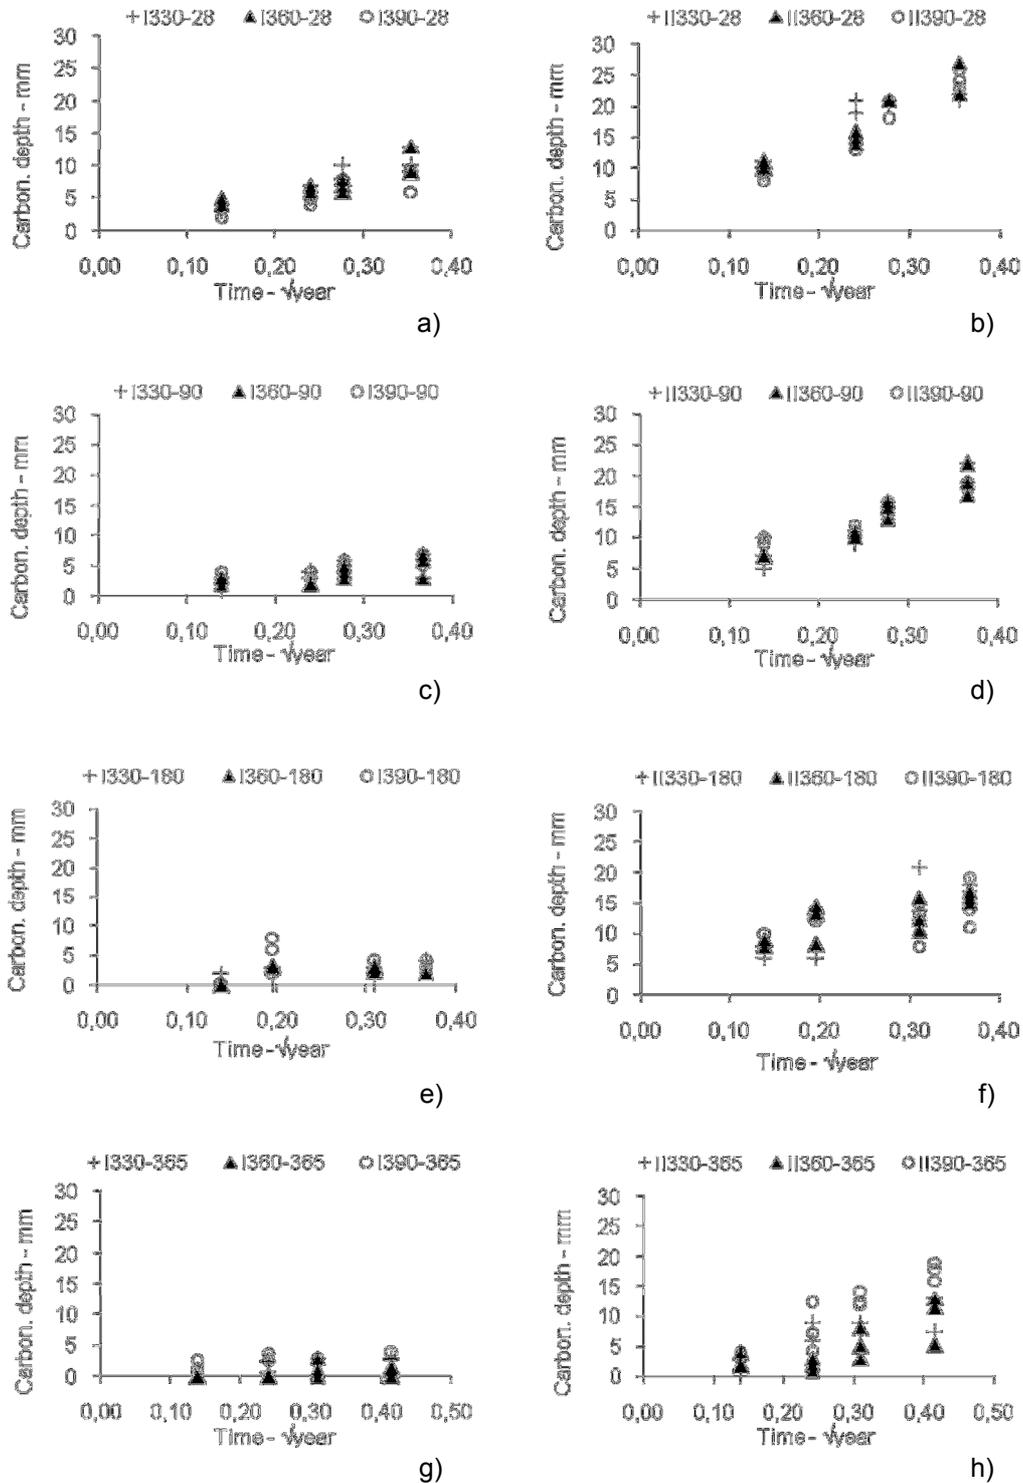 + I330-28 ▲ I360-28 o I390-28
Carbon. depth - mm
30
25
20
15
10
5
0
0,00 0,10 0,20 0,30 0,40
Time - √year
a)
+ II330-28 ▲ II360-28 o II390-28
Carbon. depth - mm
30
25
20
15
10
5
0
0,00 0,10 0,20 0,30 0,40
Time - √year
b)
+ I330-90 ▲ I360-90 o I390-90
Carbon. depth - mm
30
25
20
15
10
5
0
0,00 0,10 0,20 0,30 0,40
Time - √year
c)
+ II330-90 ▲ II360-90 o II390-90
Carbon. depth - mm
30
25
20
15
10
5
0
0,00 0,10 0,20 0,30 0,40
Time - √year
d)
+ I330-180 ▲ I360-180 o I390-180
Carbon. depth - mm
30
25
20
15
10
5
0
0,00 0,10 0,20 0,30 0,40
Time - √year
e)
+ II330-180 ▲ II360-180 o II390-180
Carbon. depth - mm
30
25
20
15
10
5
0
0,00 0,10 0,20 0,30 0,40
Time - √year
f)
+ I330-365 ▲ I360-365 o I390-365
Carbon. depth - mm
30
25
20
15
10
5
0
0,00 0,10 0,20 0,30 0,40 0,50
Time - √year
g)
+ II330-365 ▲ II360-365 o II390-365
Carbon. depth - mm
30
25
20
15
10
5
0
0,00 0,10 0,20 0,30 0,40 0,50
Time - √year
h)